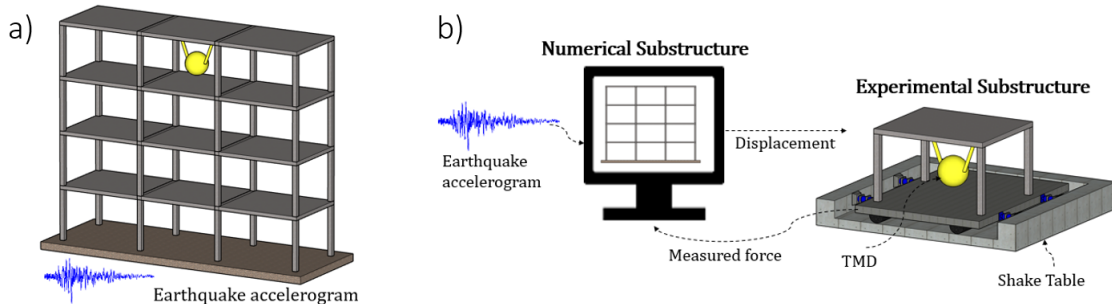 a)
Earthquake accelerogram
b)
Numerical Substructure
Earthquake
accelerogram
Displacement
Experimental Substructure
Measured force
TMD
Shake Table